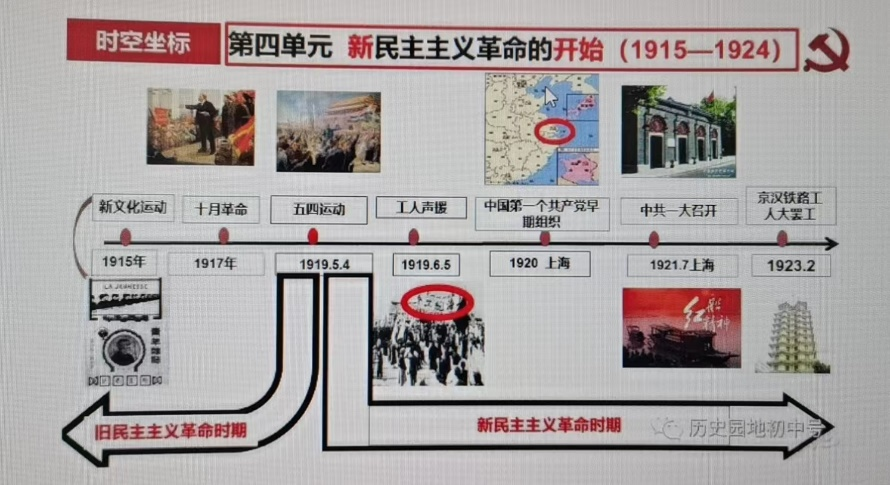 时空坐标
第四单元 新民主主义革命的开始（1915—1924）
新文化运动
十月革命
五四运动
工人声援
中国第一个共产党早
期组织
中共一大召开
京汉铁路工
人大罢工
1915年
1917年
1919.5.4
1919.6.5
1920 上海
1921.7上海
1923.2
LA JEUNESSE
红船
精神
旧民主主义革命时期
新民主主义革命时期
历史园地初中号